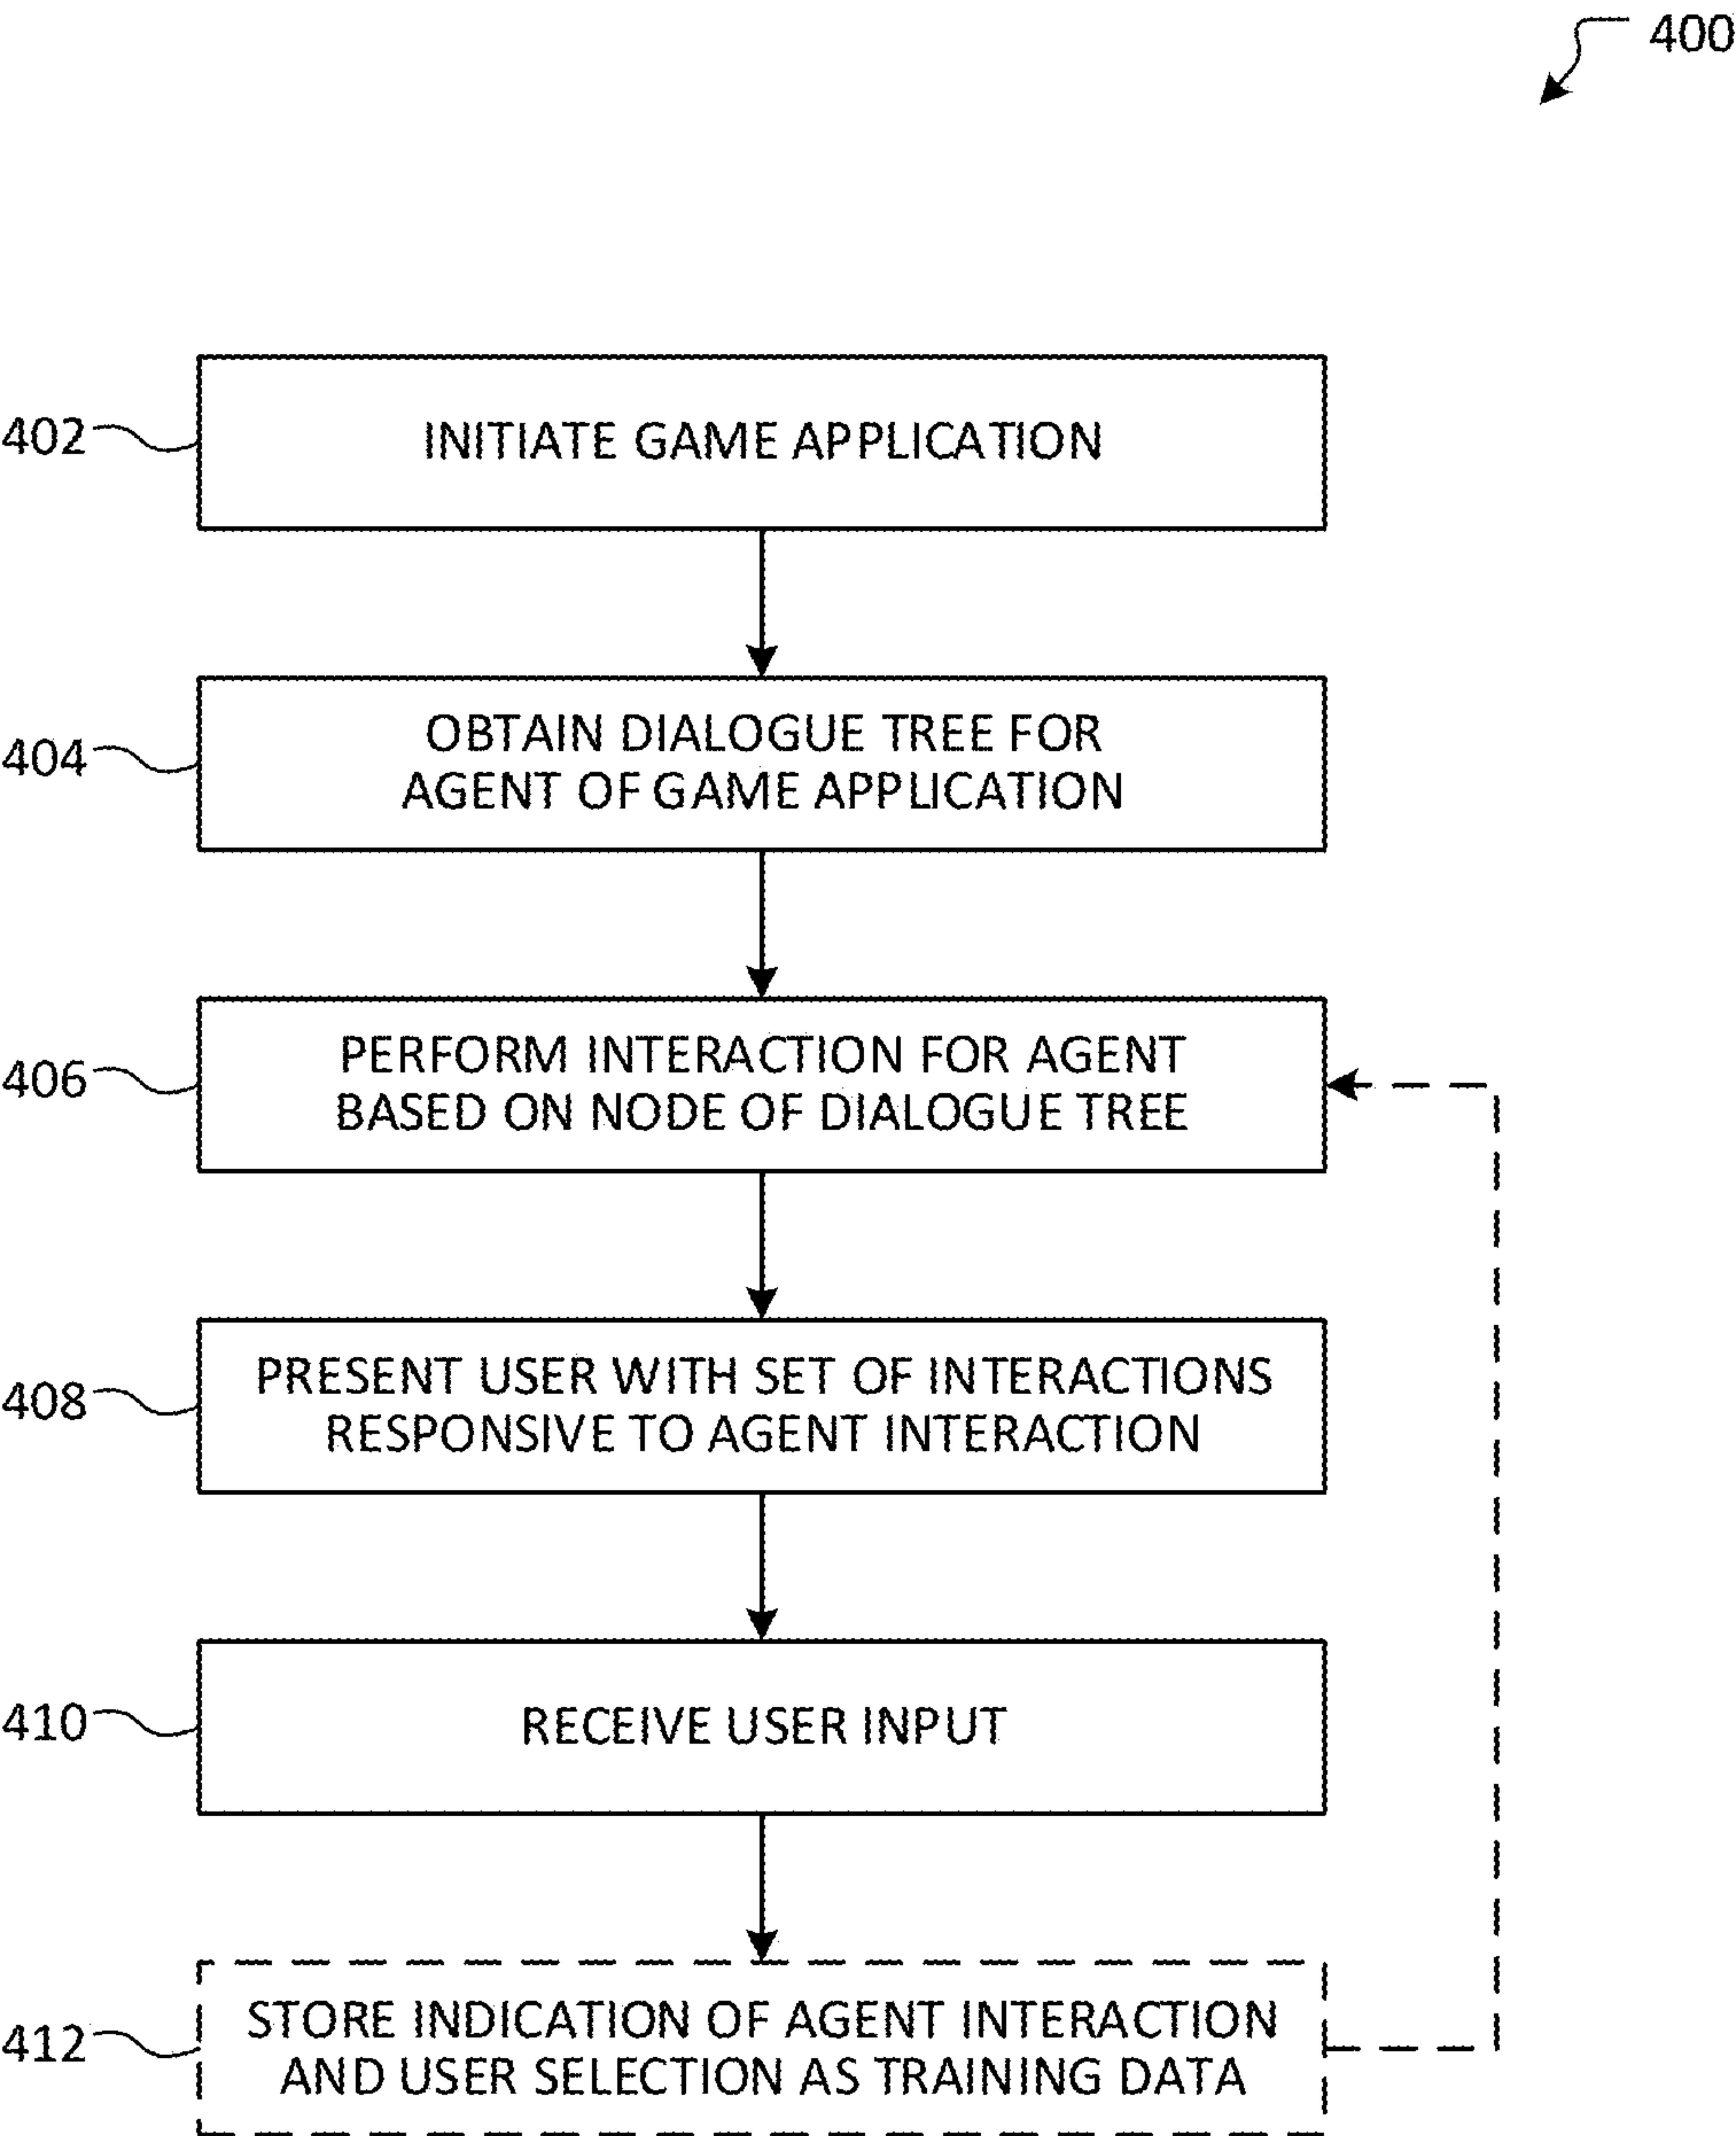 400
402
INITIATE GAME APPLICATION
404
OBTAIN DIALOGUE TREE FOR
AGENT OF GAME APPLICATION
406
PERFORM INTERACTION FOR AGENT
BASED ON NODE OF DIALOGUE TREE
408
PRESENT USER WITH SET OF INTERACTIONS
RESPONSIVE TO AGENT INTERACTION
410
RECEIVE USER INPUT
412
STORE INDICATION OF AGENT INTERACTION
AND USER SELECTION AS TRAINING DATA